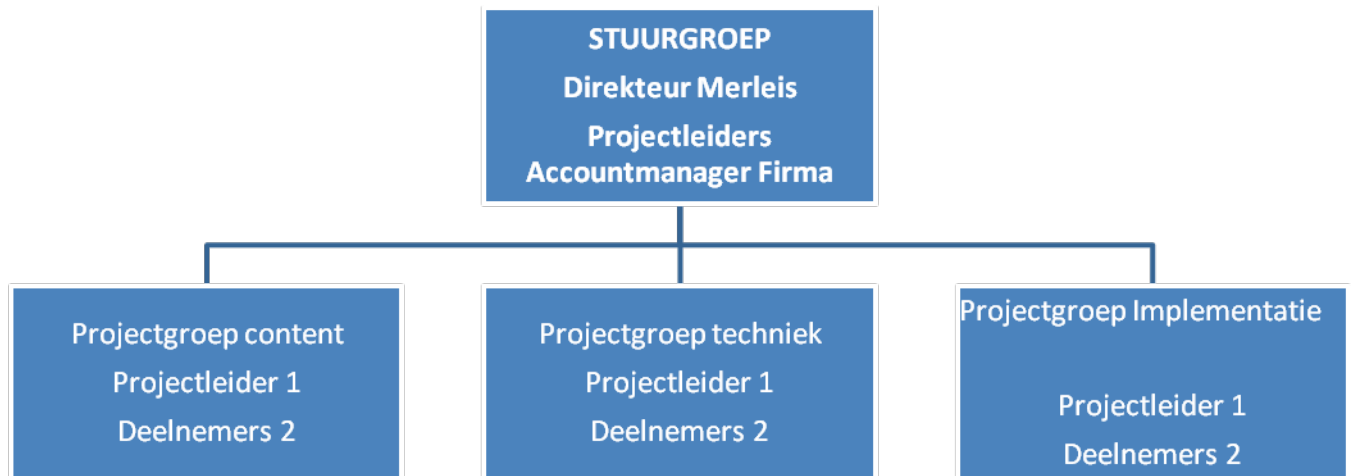 STUURGROEP
Direkteur Merleis
Projectleiders
Accountmanager Firma
Projectgroep content
Projectleider 1
Deelnemers 2
Projectgroep techniek
Projectleider 1
Deelnemers 2
Projectgroep Implementatie
Projectleider 1
Deelnemers 2